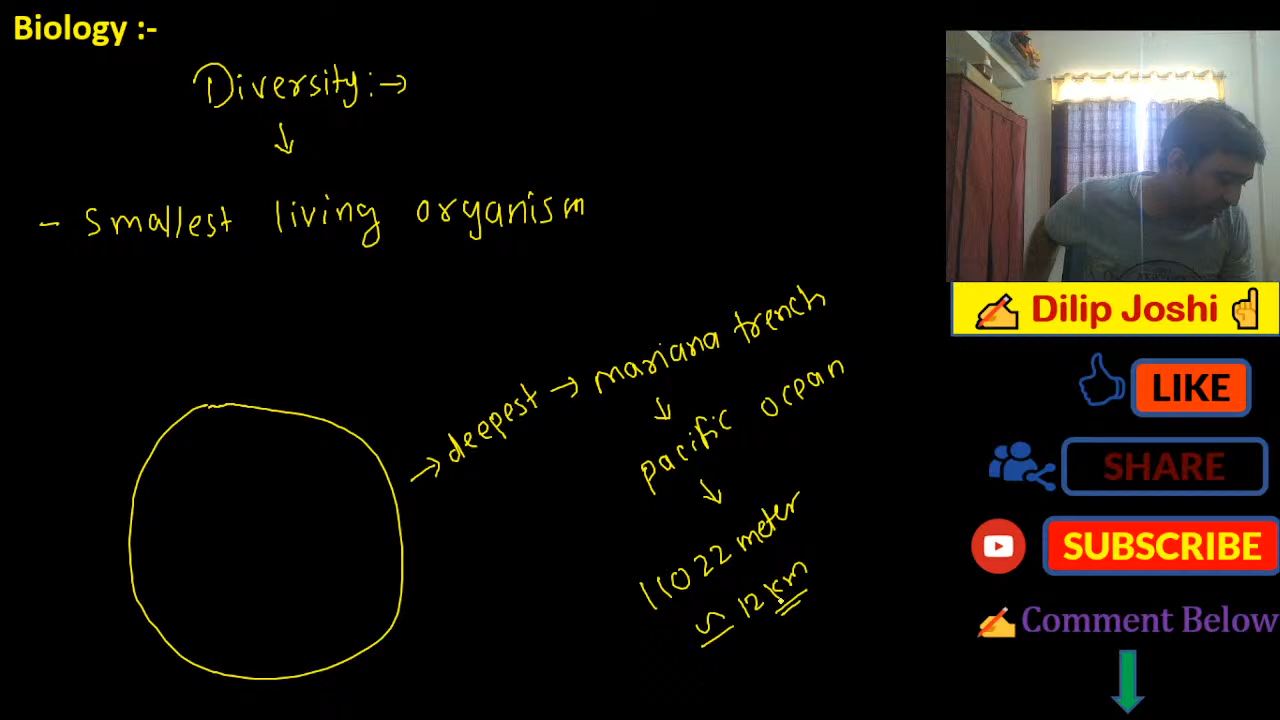 Biology :-
Diversity:→
↓
- Smallest living organism
→ deepest → mariana trench
↓
pacific ocean
↓
11022 meter
≈ 12 km
Dilip Joshi
LIKE
SHARE
SUBSCRIBE
Comment Below